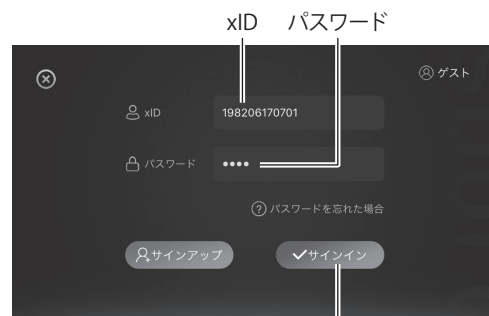 xID パスワード
ゲスト
xID 198206170701
パスワード ••••
? パスワードを忘れた場合
サインアップ サインイン